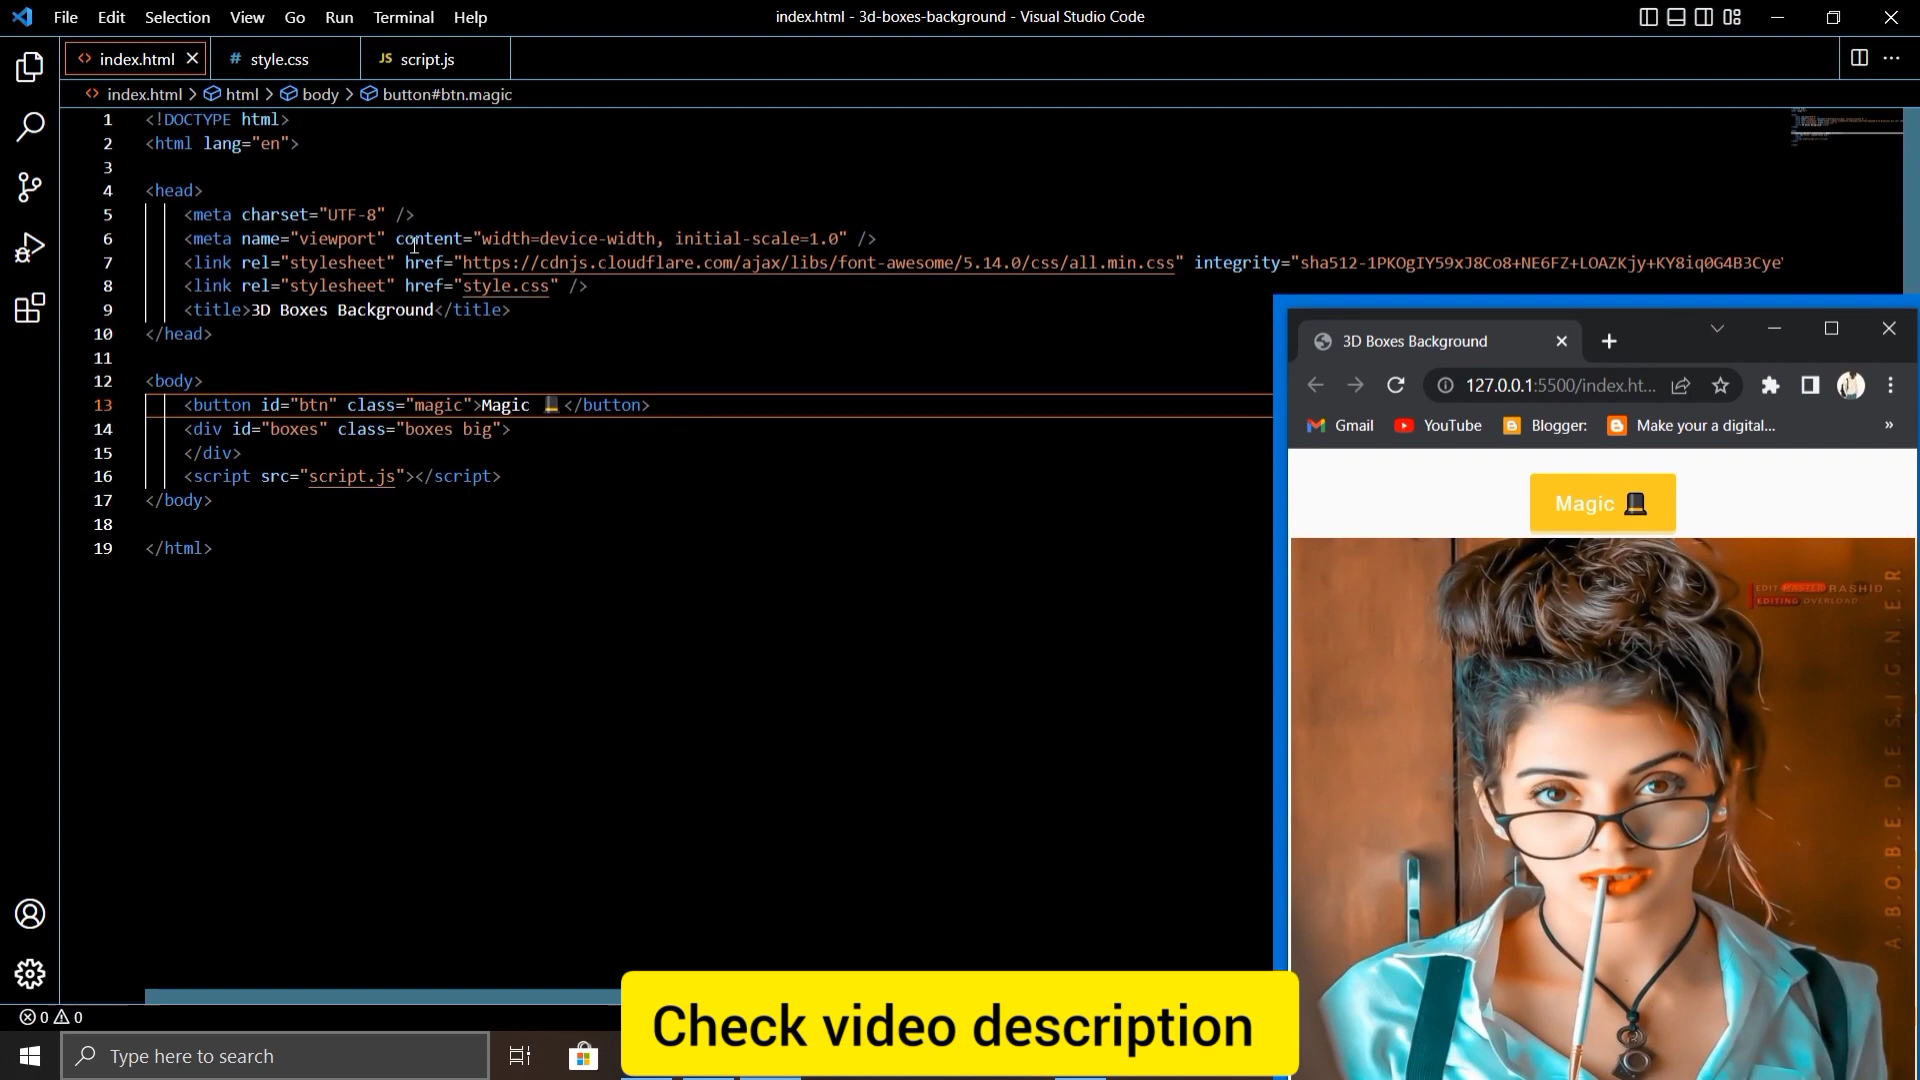 File Edit Selection View Go Run Terminal Help
index.html - 3d-boxes-background - Visual Studio Code
index.html
# style.css
JS script.js
index.html > html > body > button#btn.magic
1 <!DOCTYPE html>
2 <html lang="en">
3
4 <head>
5 <meta charset="UTF-8" />
6 <meta name="viewport" content="width=device-width, initial-scale=1.0" />
7 <link rel="stylesheet" href="https://cdnjs.cloudflare.com/ajax/libs/font-awesome/5.14.0/css/all.min.css" integrity="sha512-1PKOgIY59xJ8Co8+NE6FZ+LOAZKjy+KY8iq0G4B3Cye
8 <link rel="stylesheet" href="style.css" />
9 <title>3D Boxes Background</title>
10 </head>
11
12 <body>
13 <button id="btn" class="magic">Magic 🎩</button>
14 <div id="boxes" class="boxes big">
15 </div>
16 <script src="script.js"></script>
17 </body>
18
19 </html>
3D Boxes Background
127.0.0.1:5500/index.ht...
Gmail YouTube Blogger: Make your a digital... »
Magic 🎩
EDIT MASTER RASHID
EDITING OVERLOAD
A.B.O.B.E.E D.E.S.I.G.N.E.R
0 0
Type here to search
Check video description